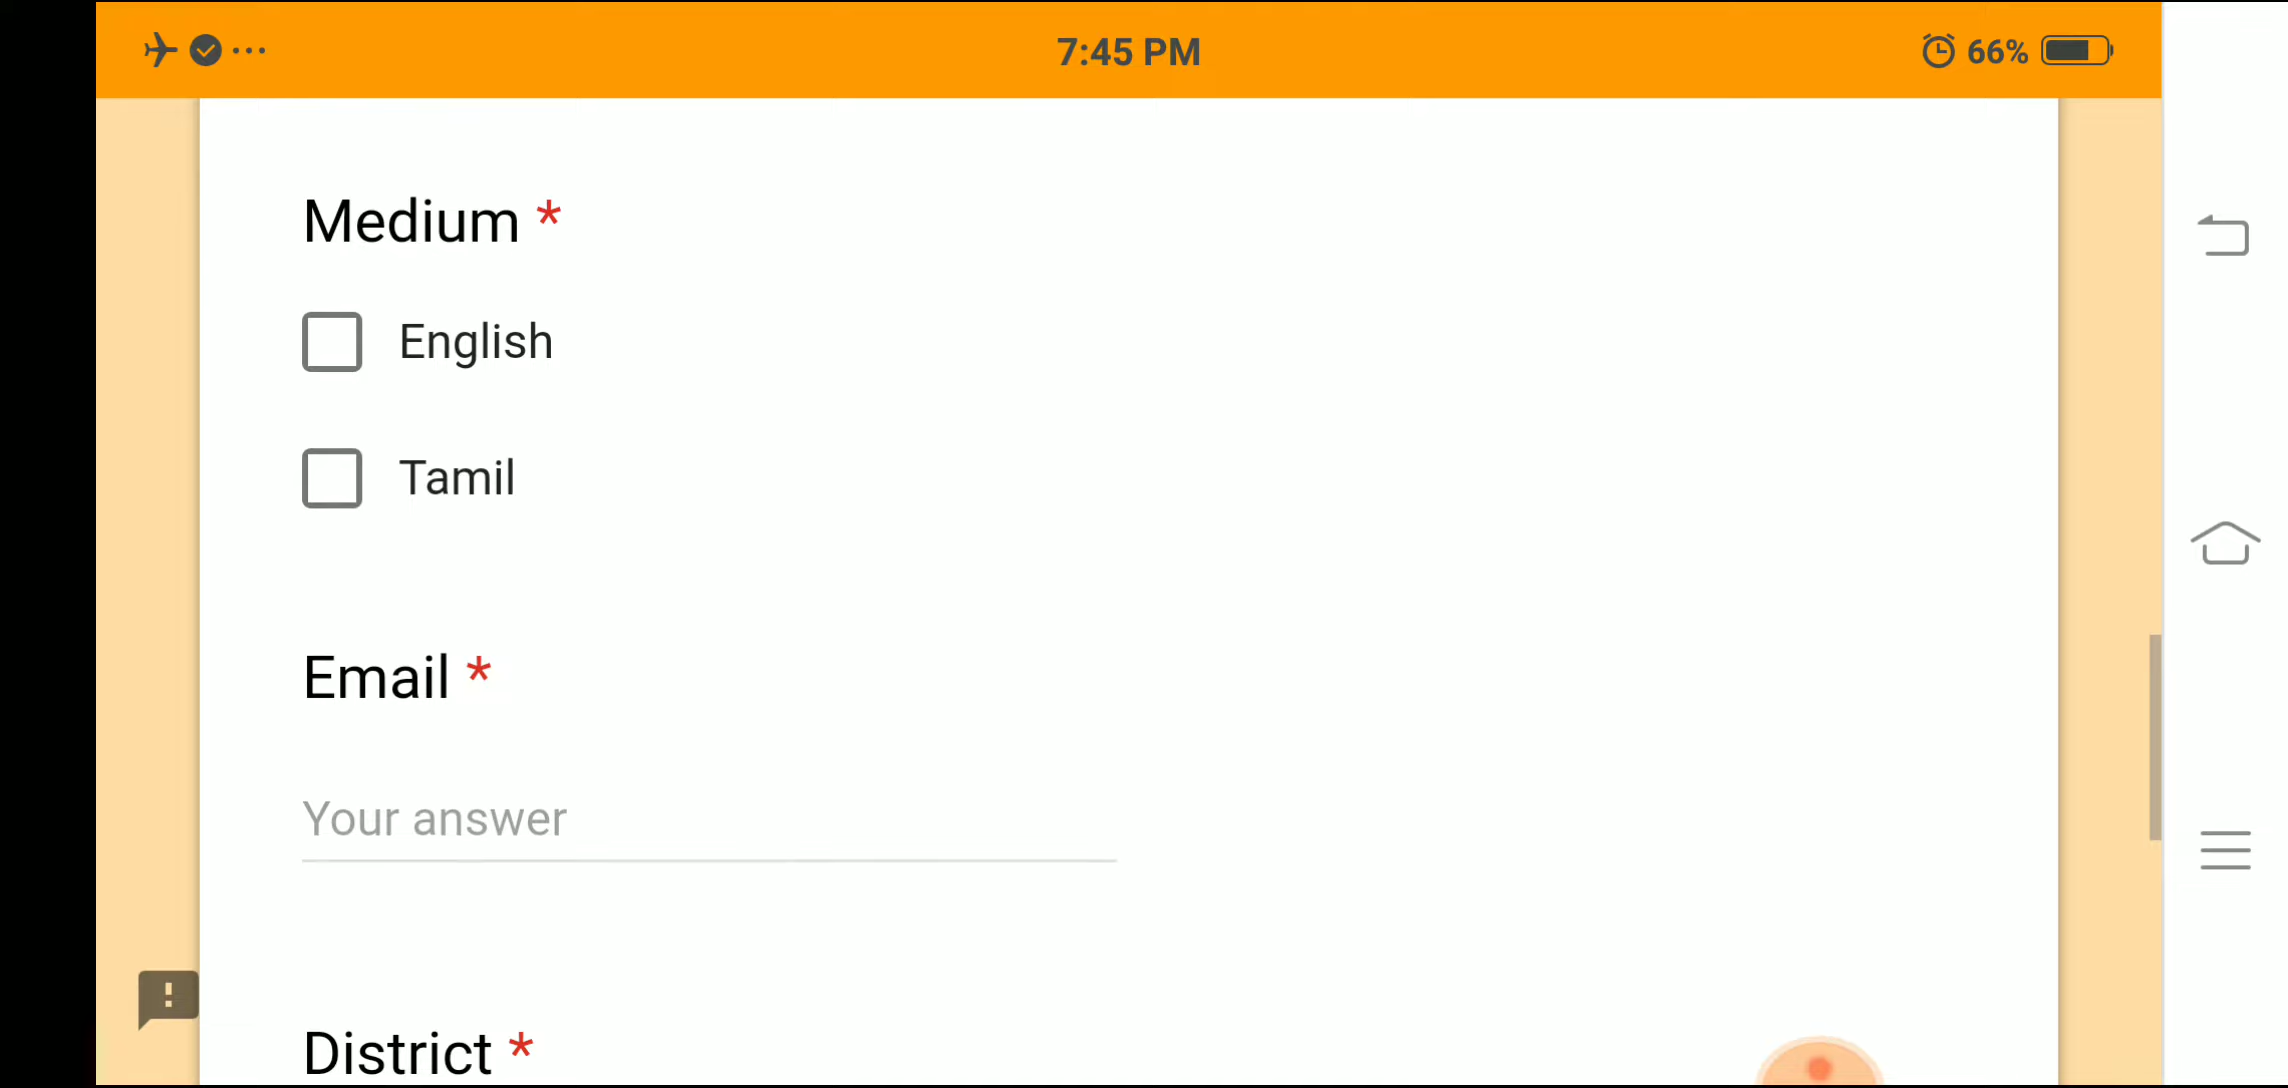 7:45 PM
66%
Medium *
English
Tamil
Email *
Your answer
District *